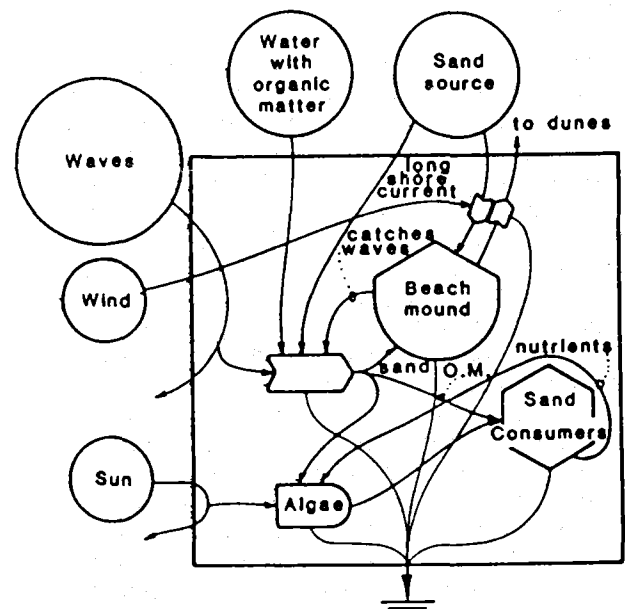 Water
with
organic
matter
Sand
source
to dunes
Waves
long
shore
current
catches
waves
Wind
Beach
mound
nutrients
sand
O.M.
Sand
Consumers
Sun
Algae